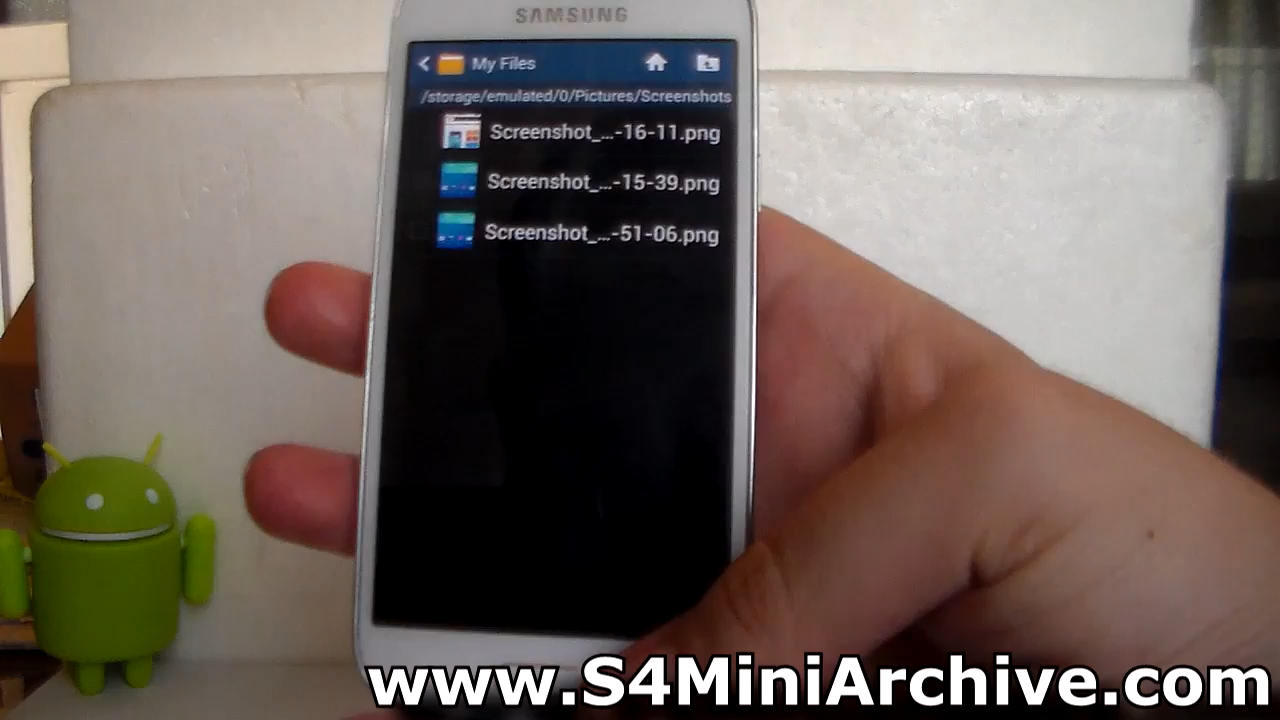 SAMSUNG
My Files
/storage/emulated/0/Pictures/Screenshots
Screenshot_...-16-11.png
Screenshot_...-15-39.png
Screenshot_...-51-06.png
www.S4MiniArchive.com